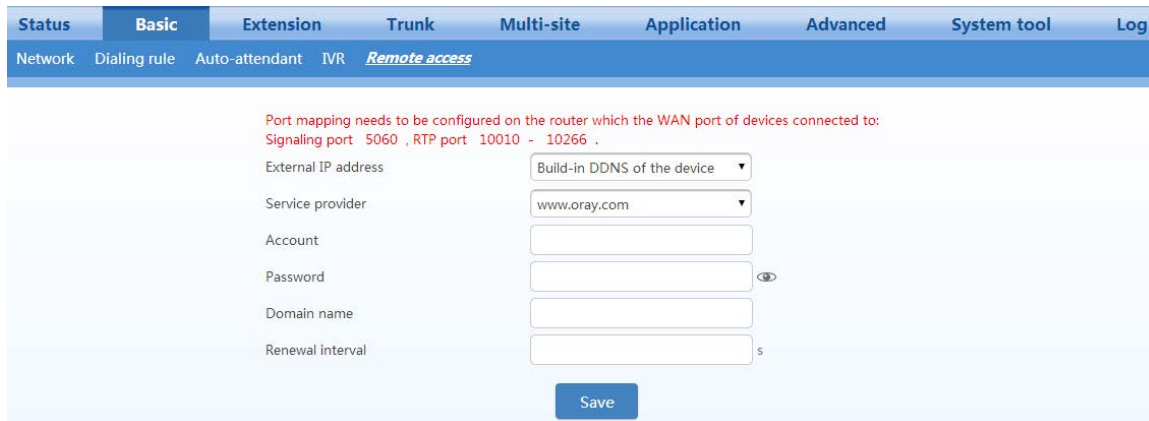 Status Basic Extension Trunk Multi-site Application Advanced System tool Log
Network Dialing rule Auto-attendant IVR Remote access
Port mapping needs to be configured on the router which the WAN port of devices connected to:
Signaling port 5060 , RTP port 10010 - 10266 .
External IP address Build-in DDNS of the device
Service provider www.oray.com
Account
Password
Domain name
Renewal interval s
Save